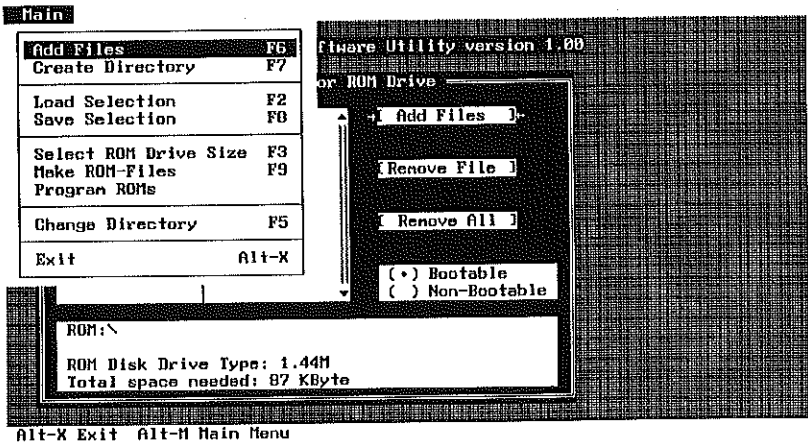 Main
Add Files F6
Create Directory F7
Load Selection F2
Save Selection F8
Select ROM Drive Size F3
Make ROM-Files F9
Program ROMs
Change Directory F5
Exit Alt-X
ftware Utility version 1.00
or ROM Drive
[ Add Files ]
[Remove File ]
[ Remove All ]
(•) Bootable
( ) Non-Bootable
ROM:\
ROM Disk Drive Type: 1.44M
Total space needed: 87 KByte
Alt-X Exit Alt-M Main Menu